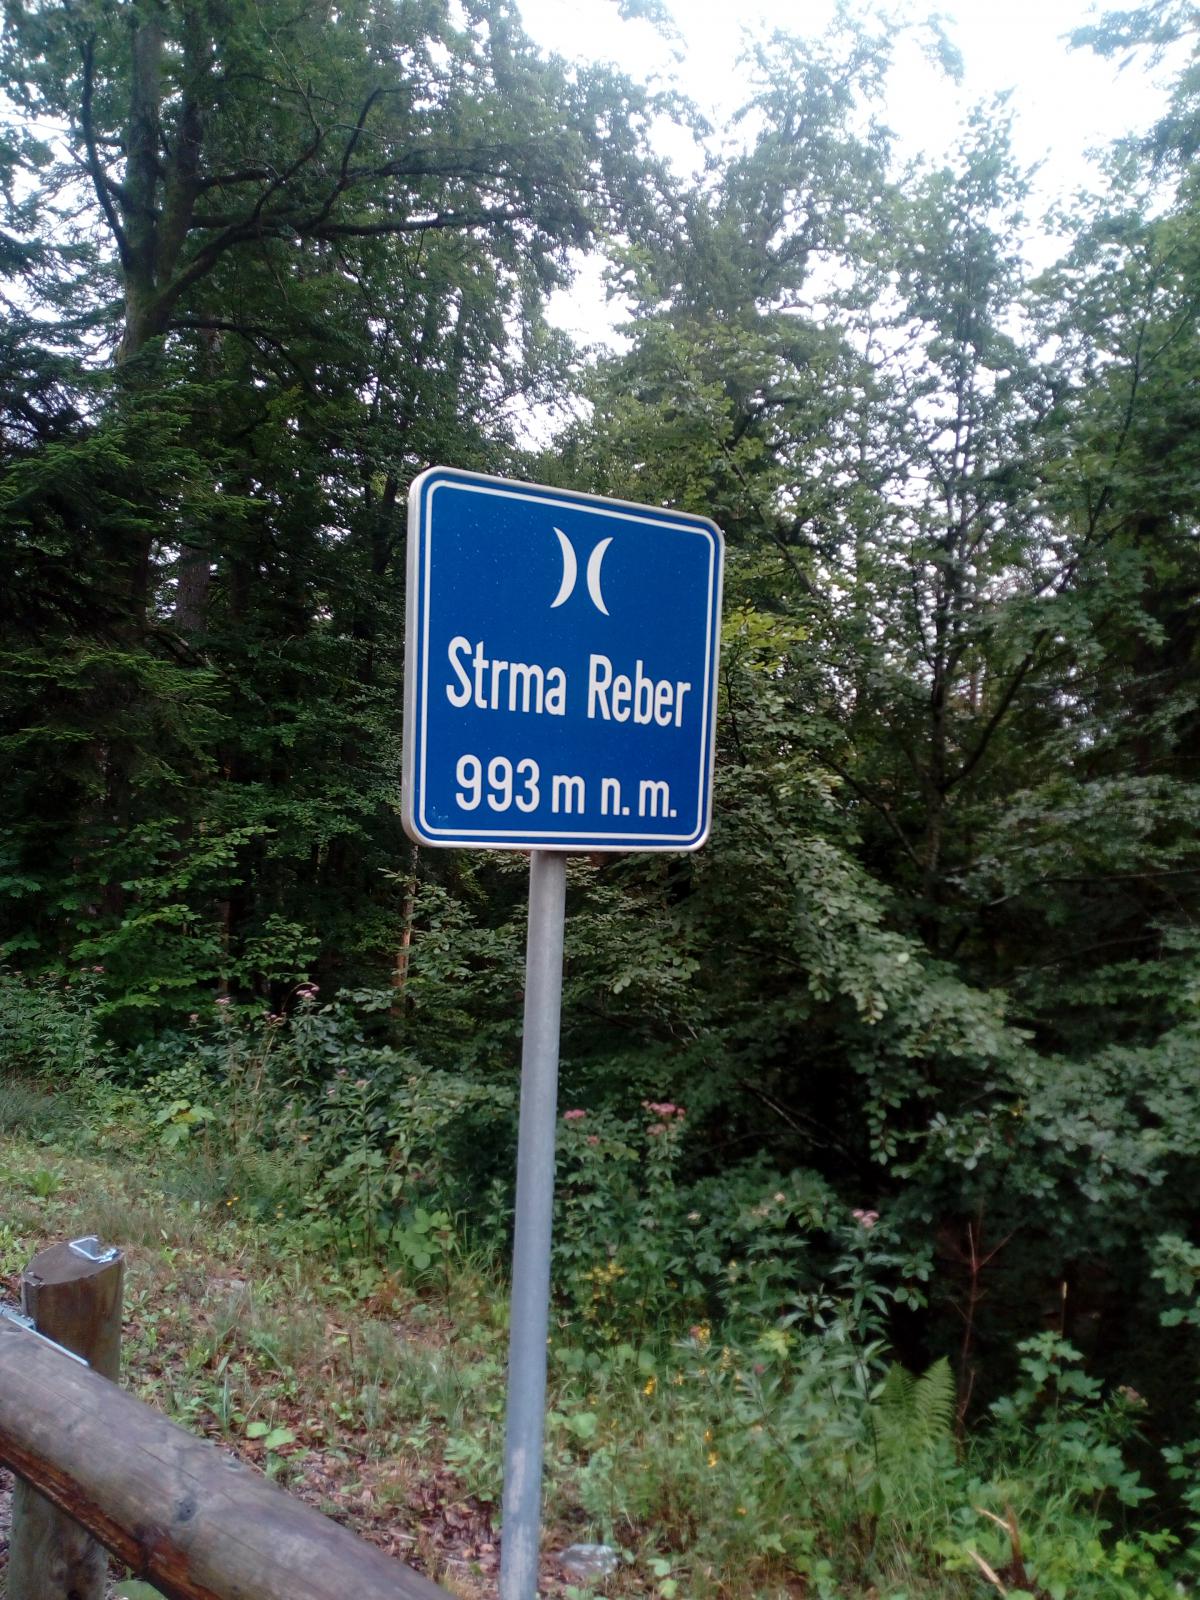 Strma Reber
993 m n. m.